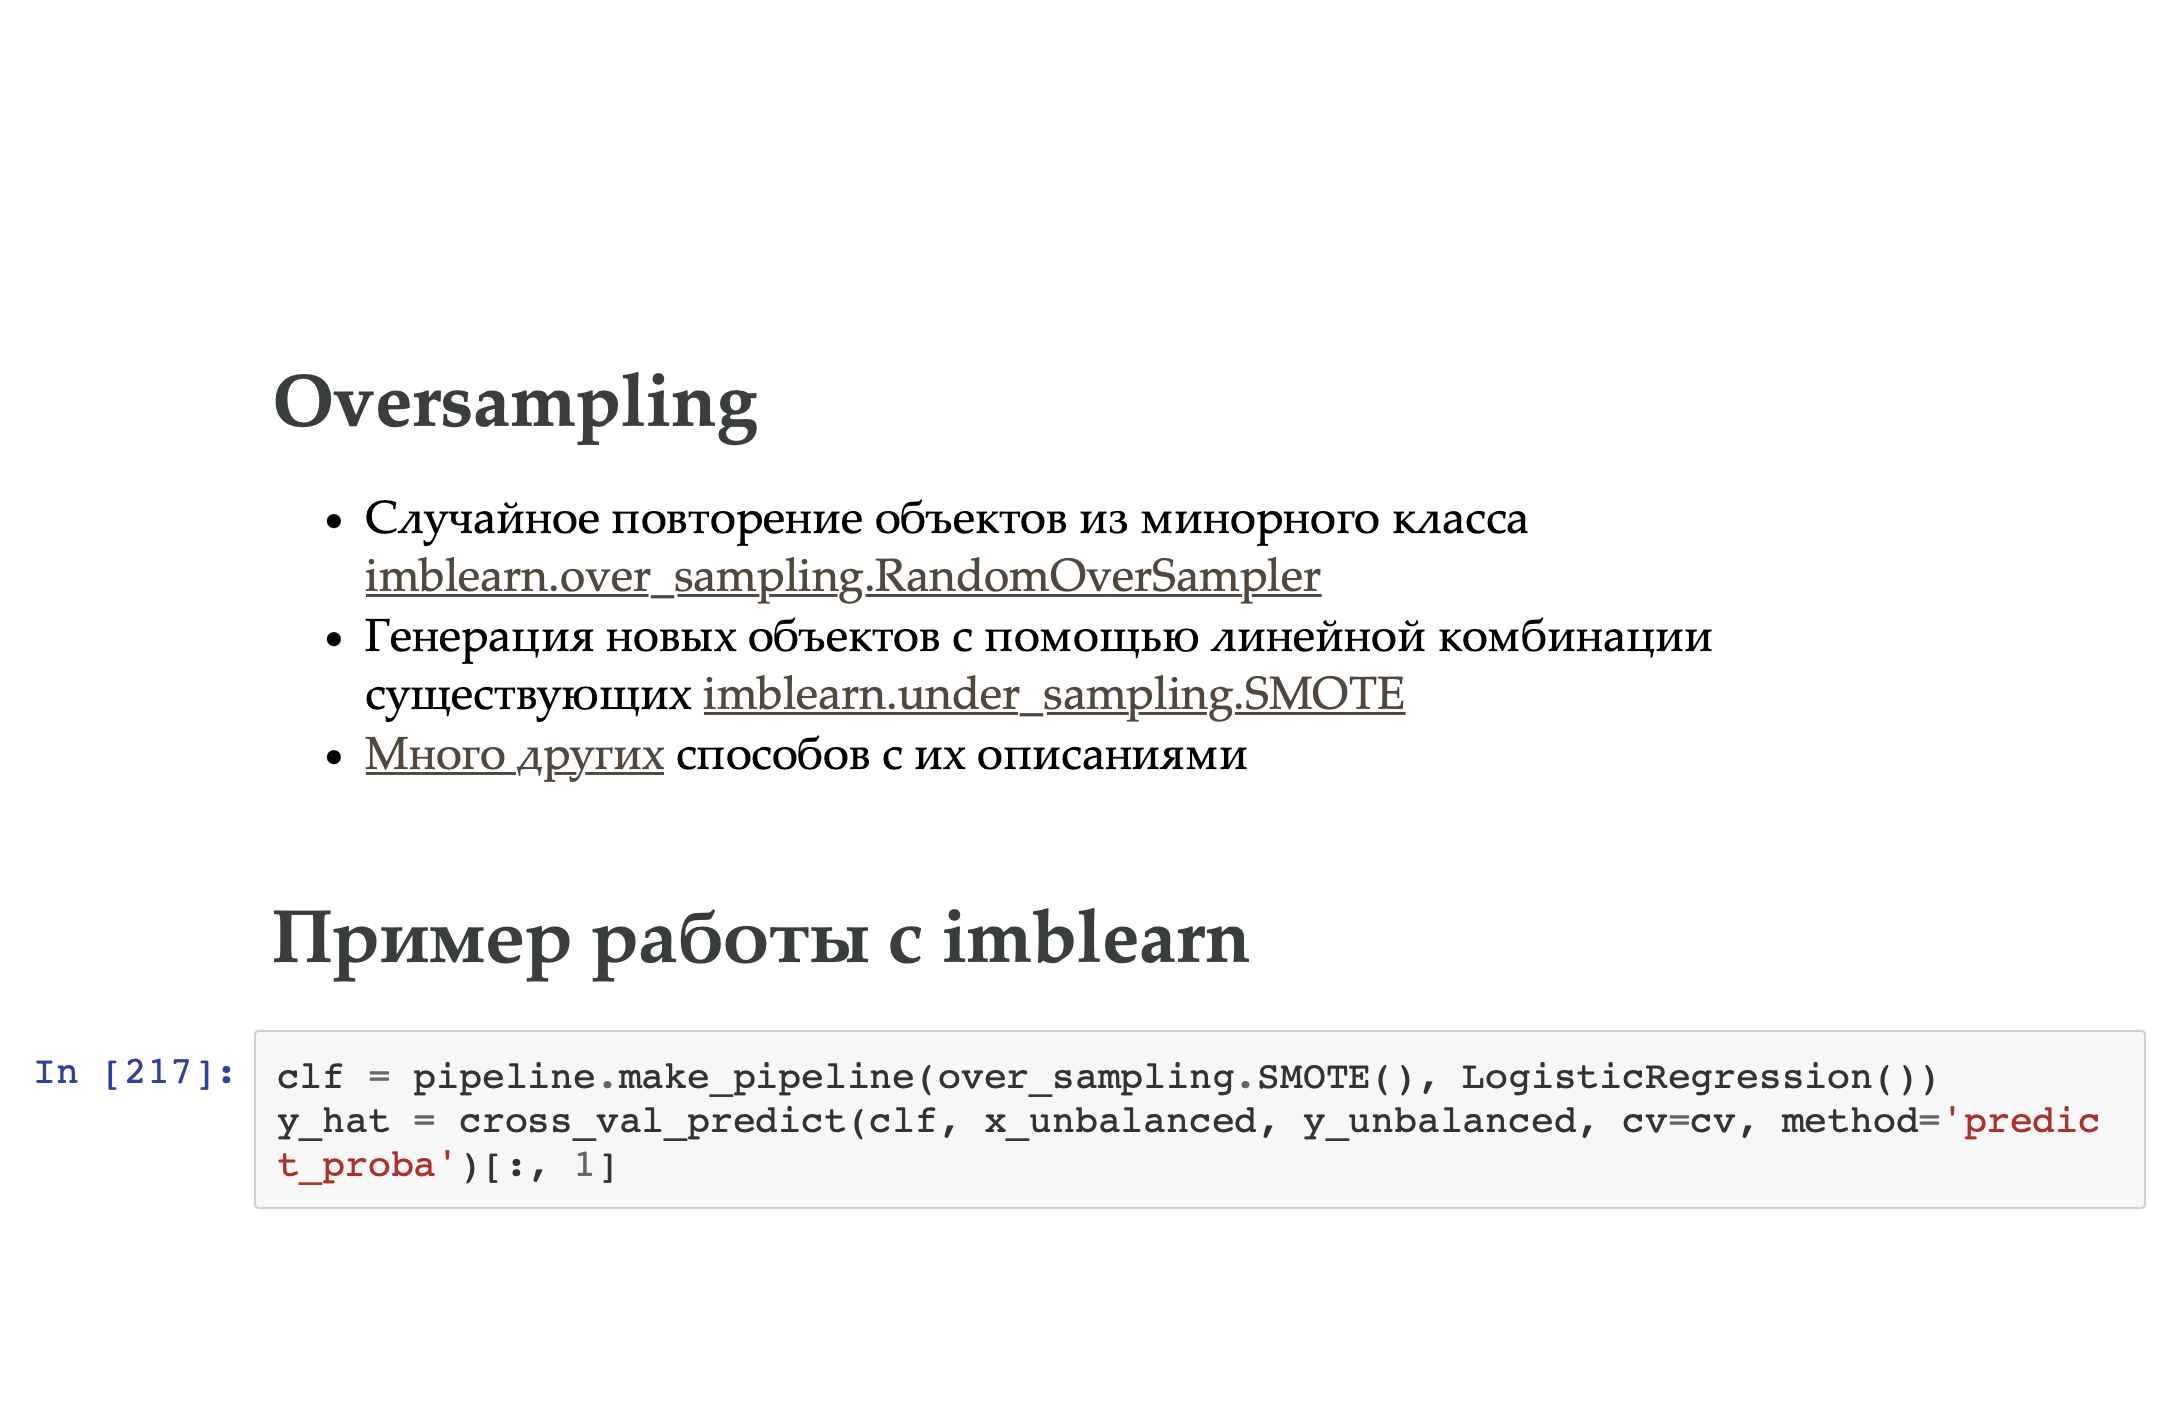 Oversampling
• Случайное повторение объектов из минорного класса
imblearn.over_sampling.RandomOverSampler
• Генерация новых объектов с помощью линейной комбинации
существующих imblearn.under_sampling.SMOTE
• Много других способов с их описаниями
Пример работы с imblearn
In [217]: clf = pipeline.make_pipeline(over_sampling.SMOTE(), LogisticRegression())
y_hat = cross_val_predict(clf, x_unbalanced, y_unbalanced, cv=cv, method='predic
t_proba')[:, 1]